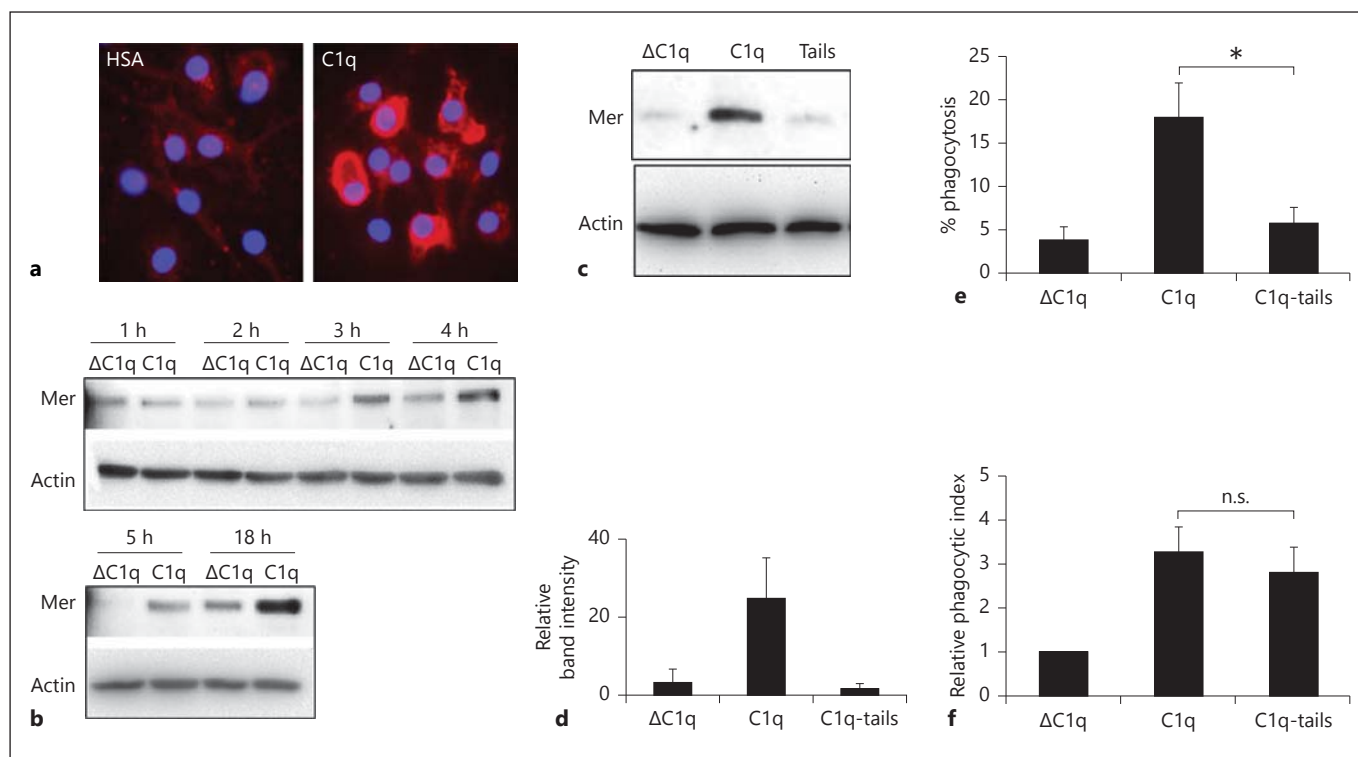 HSA
C1q
a
1 h 2 h 3 h 4 h
ΔC1q C1q ΔC1q C1q ΔC1q C1q ΔC1q C1q
Mer
Actin
5 h 18 h
ΔC1q C1q ΔC1q C1q
Mer
Actin
b
ΔC1q C1q Tails
Mer
Actin
c
Relative
band intensity
40
20
0
ΔC1q C1q C1q-tails
d
% phagocytosis
25
20
15
10
5
0
*
ΔC1q C1q C1q-tails
e
Relative phagocytic index
5
4
3
2
1
0
n.s.
ΔC1q C1q C1q-tails
f